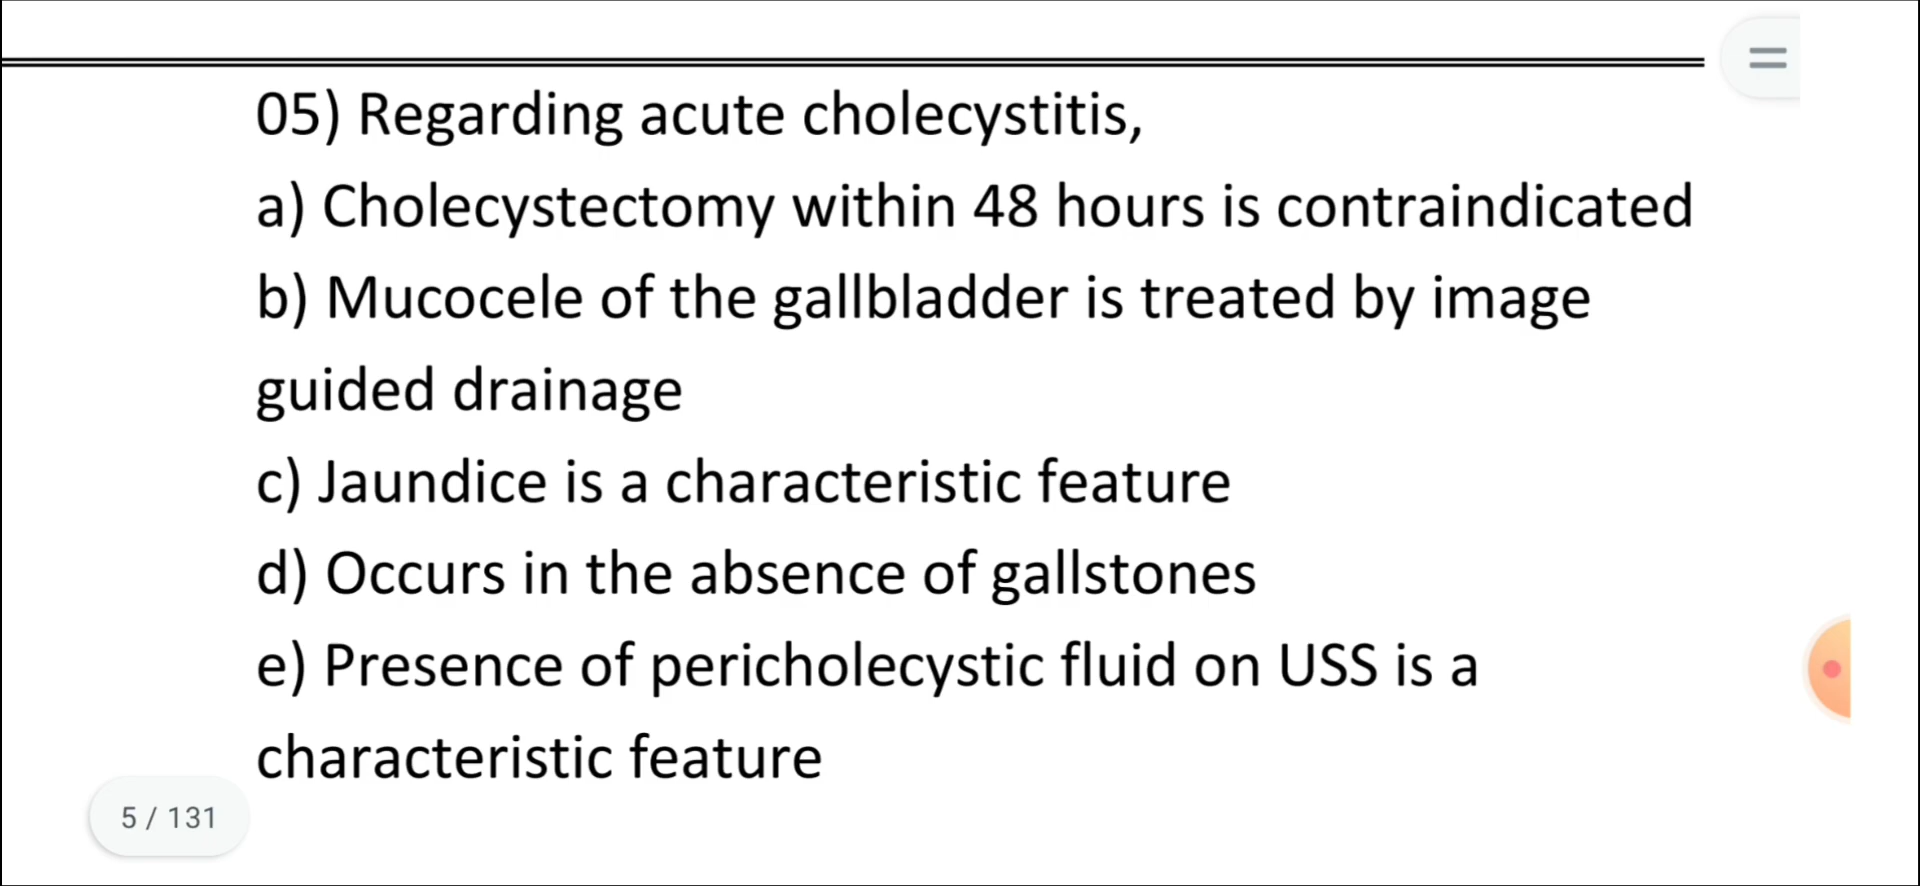 05) Regarding acute cholecystitis,
a) Cholecystectomy within 48 hours is contraindicated
b) Mucocele of the gallbladder is treated by image
guided drainage
c) Jaundice is a characteristic feature
d) Occurs in the absence of gallstones
e) Presence of pericholecystic fluid on USS is a
characteristic feature
5 / 131